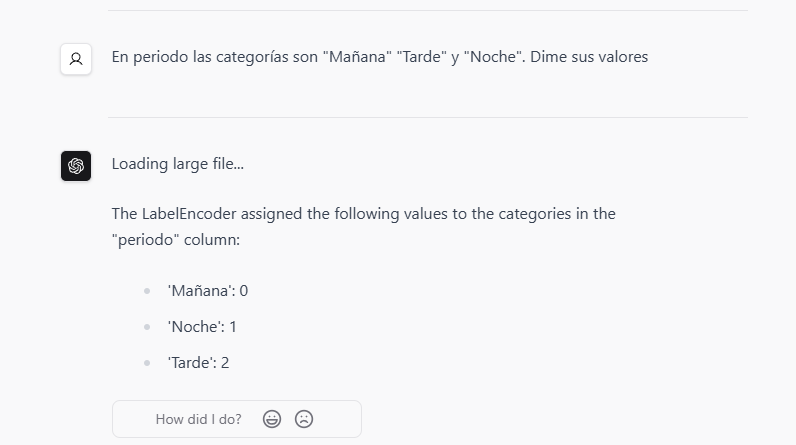 En periodo las categorías son "Mañana" "Tarde" y "Noche". Dime sus valores
Loading large file...
The LabelEncoder assigned the following values to the categories in the
"periodo" column:
'Mañana': 0
'Noche': 1
'Tarde': 2
How did I do?